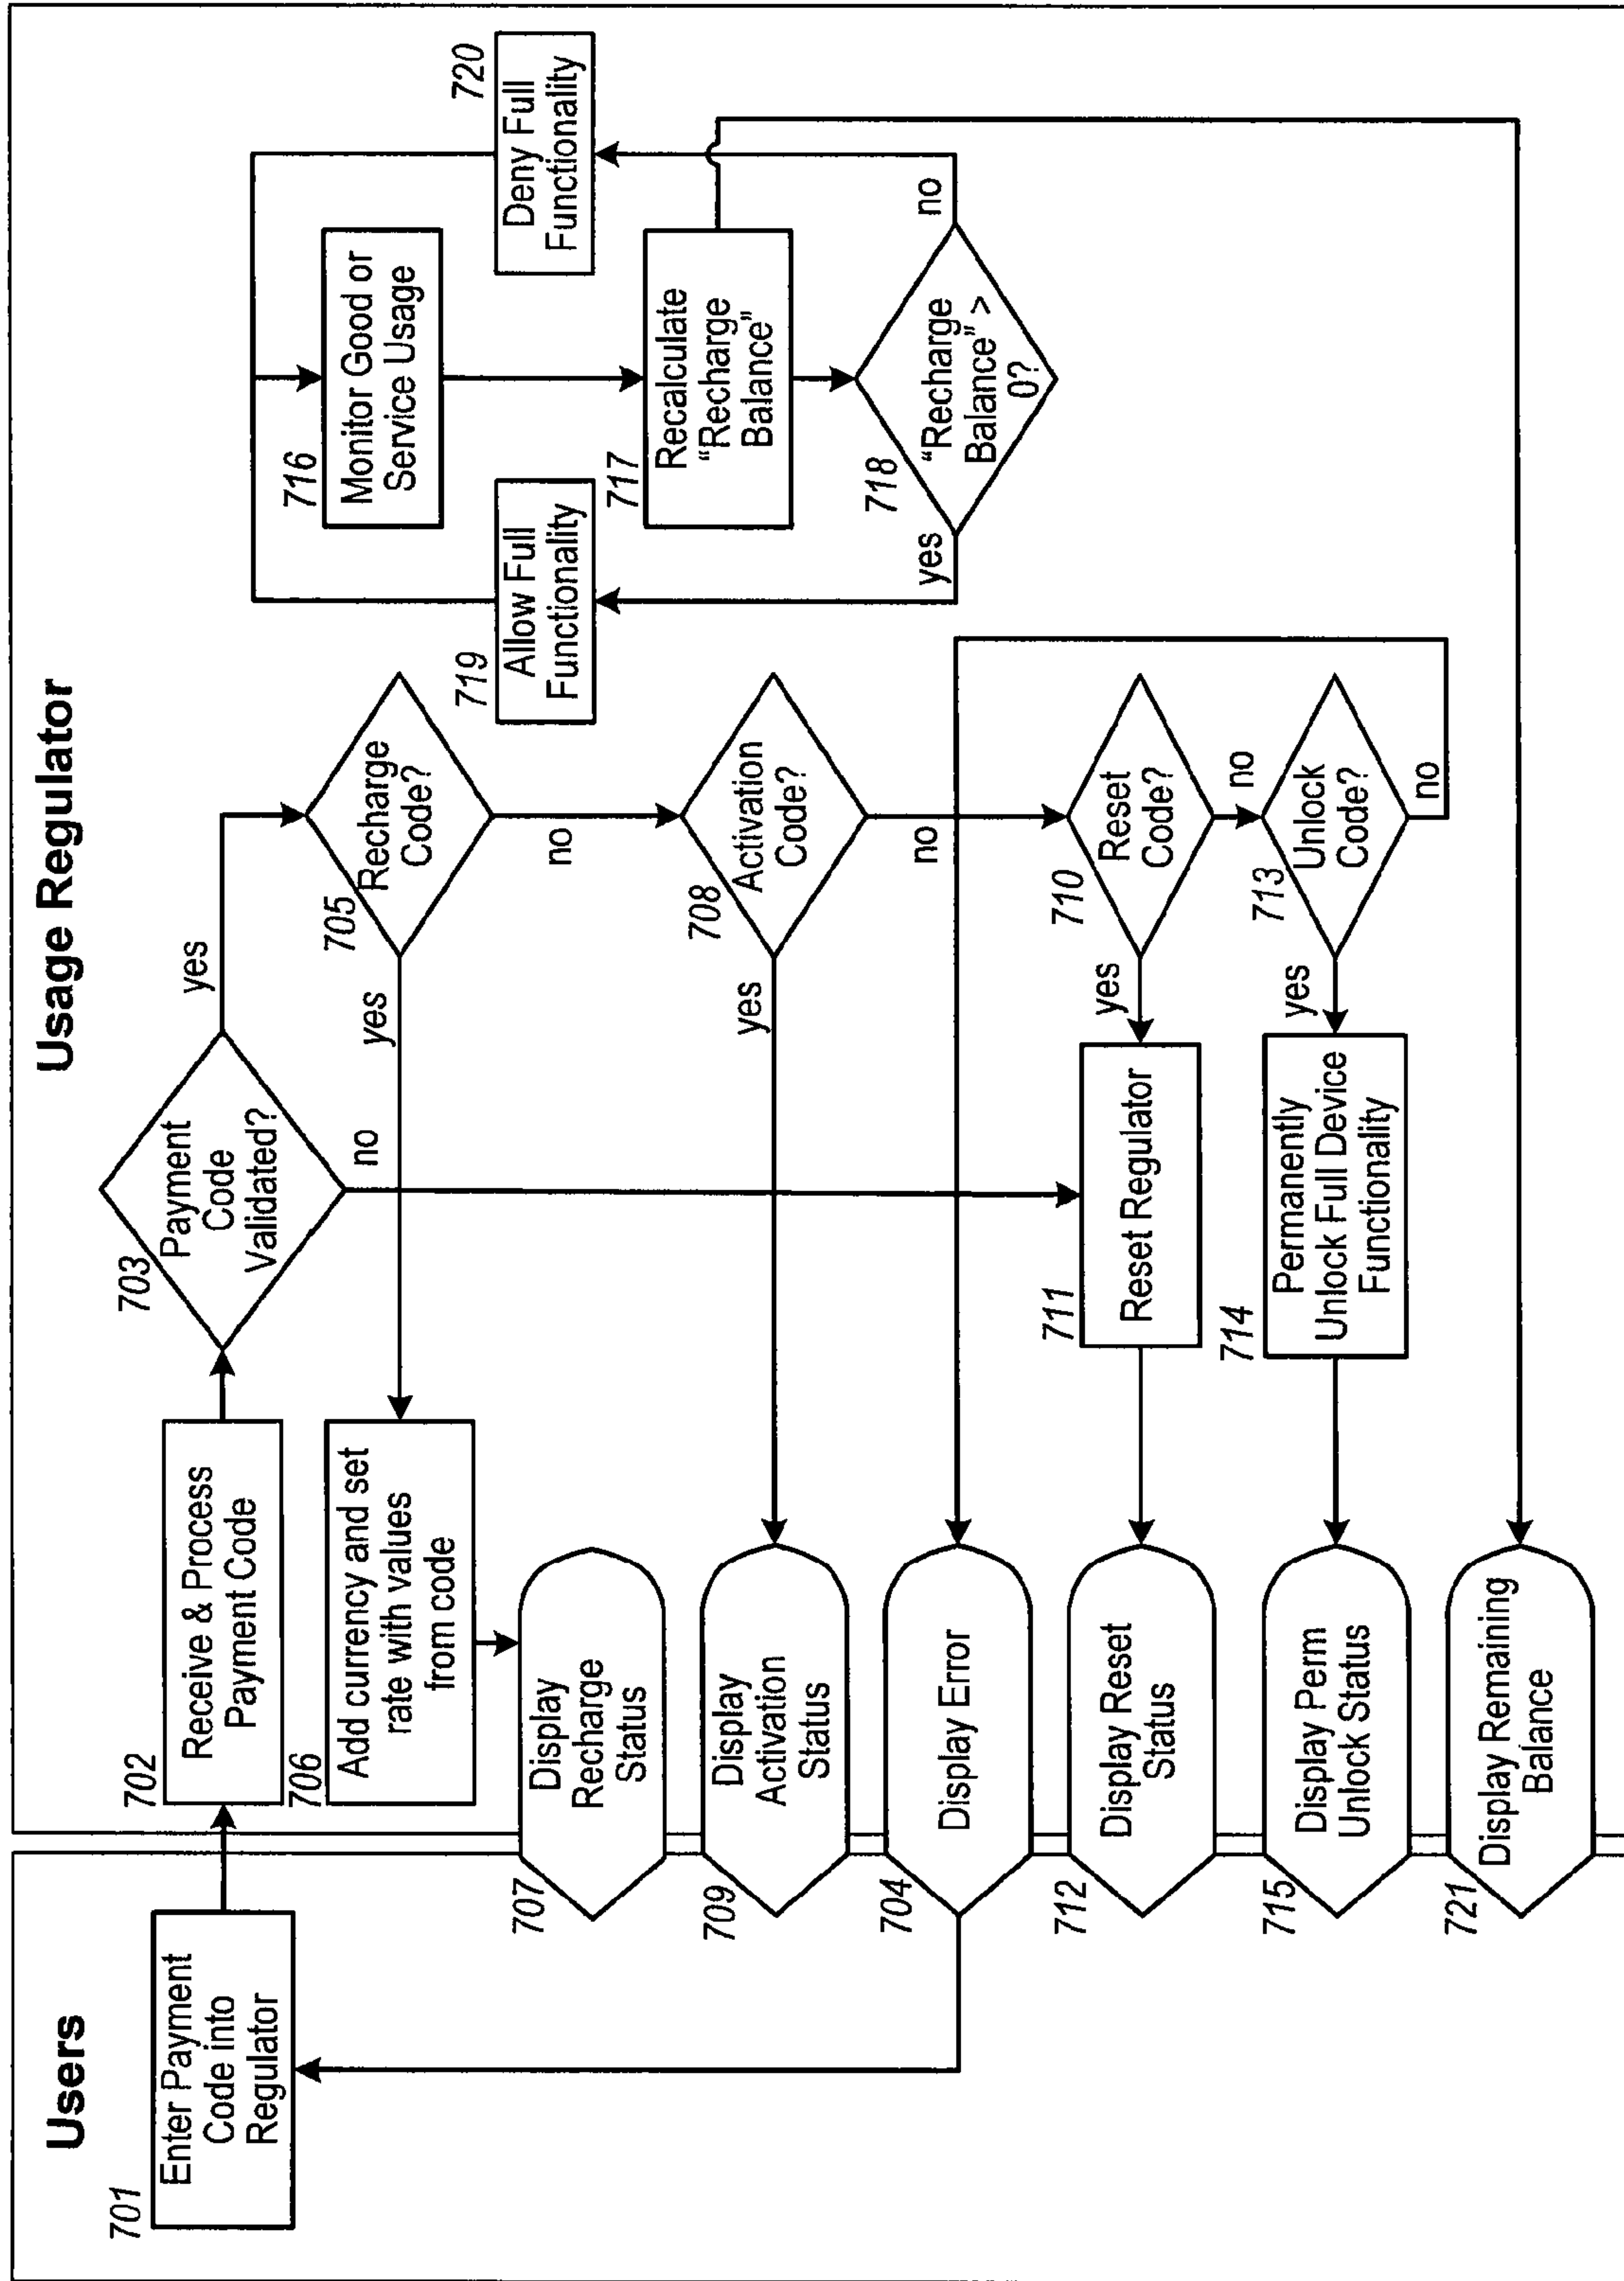 Users
Usage Regulator
701
Enter Payment
Code into
Regulator
702
Receive & Process
Payment Code
703
Payment
Code
Validated?
yes
no
705
Recharge
Code?
yes
no
706
Add currency and set
rate with values
from code
707
Display
Recharge
Status
708
Activation
Code?
yes
no
709
Display
Activation
Status
704
Display Error
710
Reset
Code?
yes
no
711
Reset Regulator
712
Display Reset
Status
713
Unlock
Code?
yes
no
714
Permanently
Unlock Full Device
Functionality
715
Display Perm
Unlock Status
716
Monitor Good or
Service Usage
717
Recalculate
“Recharge
Balance”
718
“Recharge
Balance” >
0?
yes
no
719
Allow Full
Functionality
720
Deny Full
Functionality
721
Display Remaining
Balance